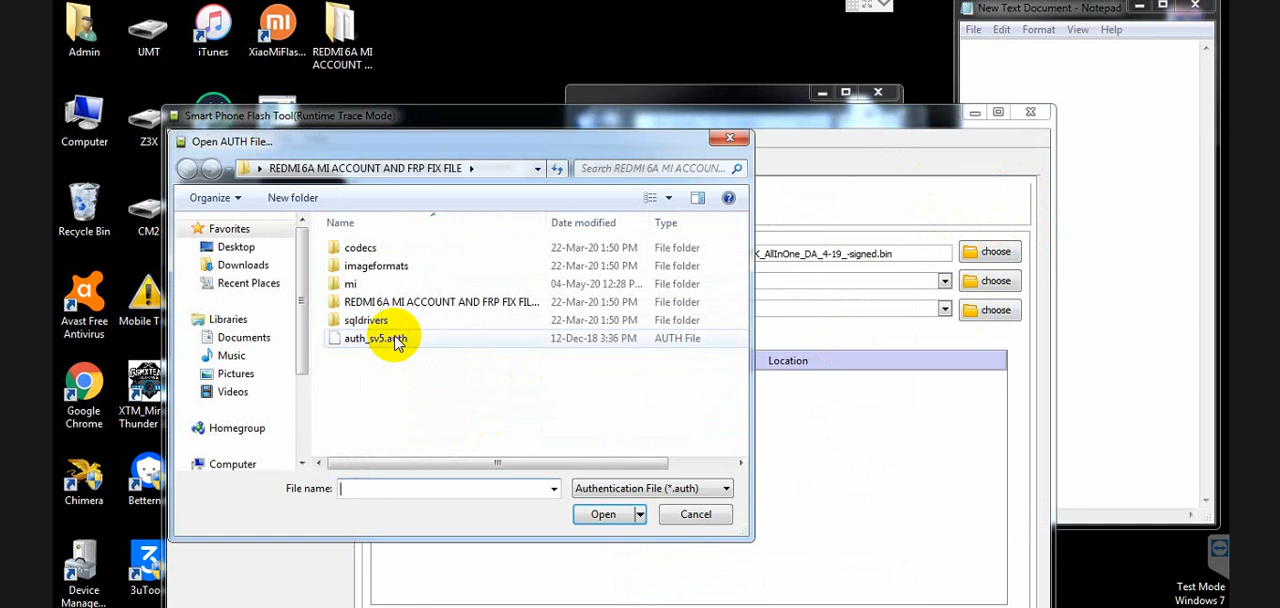 Admin
UMT
iTunes
XiaoMiFlas...
REDMI 6A MI
ACCOUNT ...
New Text Document - Notepad
File Edit Format View Help
Computer
Z3X
Recycle Bin
CM2
Avast Free
Antivirus
Mobile T
Google
Chrome
XTM_Mir
Thunder
Chimera
Bettern
Device
Manage...
3uToo
Smart Phone Flash Tool(Runtime Trace Mode)
Open AUTH File...
REDMI 6A MI ACCOUNT AND FRP FIX FILE
Search REDMI 6A MI ACCOUN...
Organize
New folder
Favorites
Desktop
Downloads
Recent Places
Libraries
Documents
Music
Pictures
Videos
Homegroup
Computer
Name Date modified Type
codecs 22-Mar-20 1:50 PM File folder
imageformats 22-Mar-20 1:50 PM File folder
mi 04-May-20 12:28 P... File folder
REDMI 6A MI ACCOUNT AND FRP FIX FIL... 22-Mar-20 1:50 PM File folder
sqldrivers 22-Mar-20 1:50 PM File folder
auth_sv5.auth 12-Dec-18 3:36 PM AUTH File
File name:
Authentication File (*.auth)
Open
Cancel
K_AllInOne_DA_4-19_-signed.bin
choose
choose
choose
Location
Test Mode
Windows 7